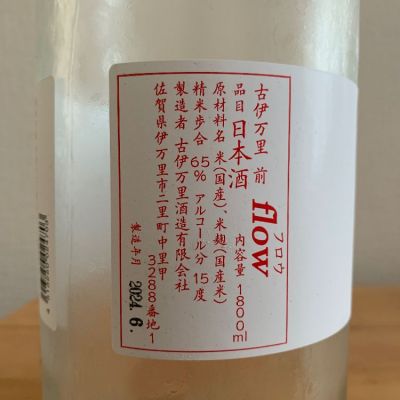 古伊万里 前 flow フロウ
品目 日本酒 内容量 1800ml
原材料名 米(国産)、米麹(国産米)
精米歩合 65% アルコール分 15度
製造者 古伊万里酒造有限会社
佐賀県伊万里市二里町中里甲3288番地1
製造年月 2024.6.